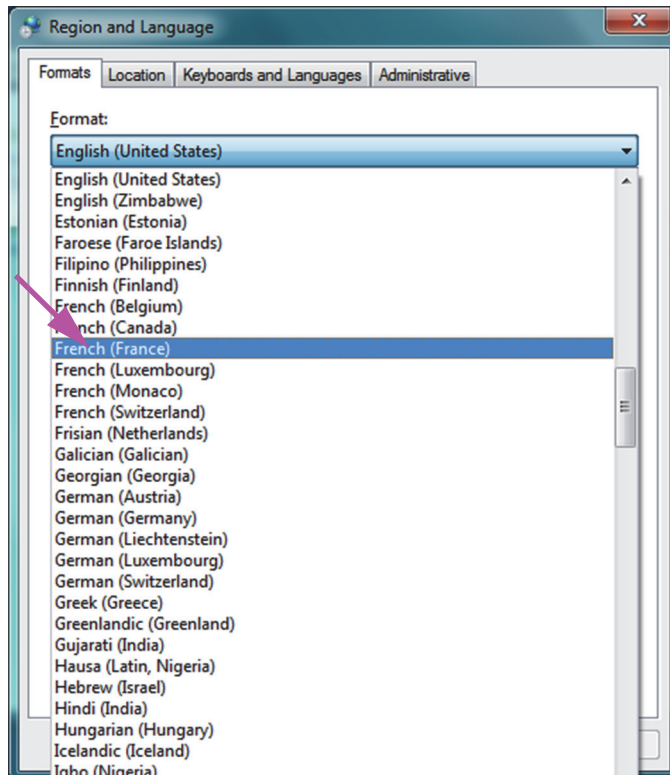 Region and Language
Formats Location Keyboards and Languages Administrative
Format:
English (United States)
English (United States)
English (Zimbabwe)
Estonian (Estonia)
Faroese (Faroe Islands)
Filipino (Philippines)
Finnish (Finland)
French (Belgium)
French (Canada)
French (France)
French (Luxembourg)
French (Monaco)
French (Switzerland)
Frisian (Netherlands)
Galician (Galician)
Georgian (Georgia)
German (Austria)
German (Germany)
German (Liechtenstein)
German (Luxembourg)
German (Switzerland)
Greek (Greece)
Greenlandic (Greenland)
Gujarati (India)
Hausa (Latin, Nigeria)
Hebrew (Israel)
Hindi (India)
Hungarian (Hungary)
Icelandic (Iceland)
Igbo (Nigeria)